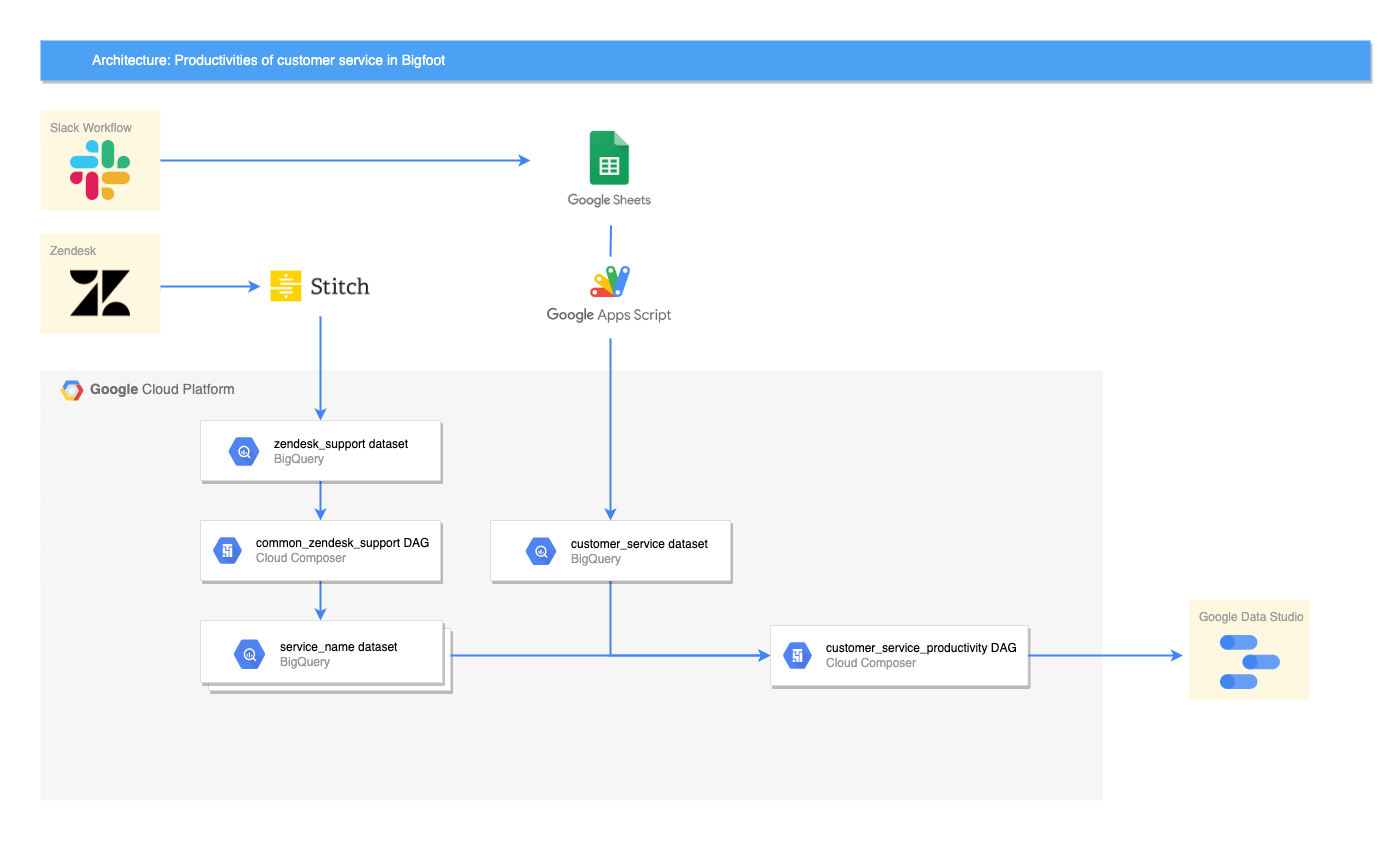 Architecture: Productivities of customer service in Bigfoot
Slack Workflow
Google Sheets
Zendesk
Stitch
Google Apps Script
Google Cloud Platform
zendesk_support dataset
BigQuery
common_zendesk_support DAG
Cloud Composer
customer_service dataset
BigQuery
service_name dataset
BigQuery
customer_service_productivity DAG
Cloud Composer
Google Data Studio